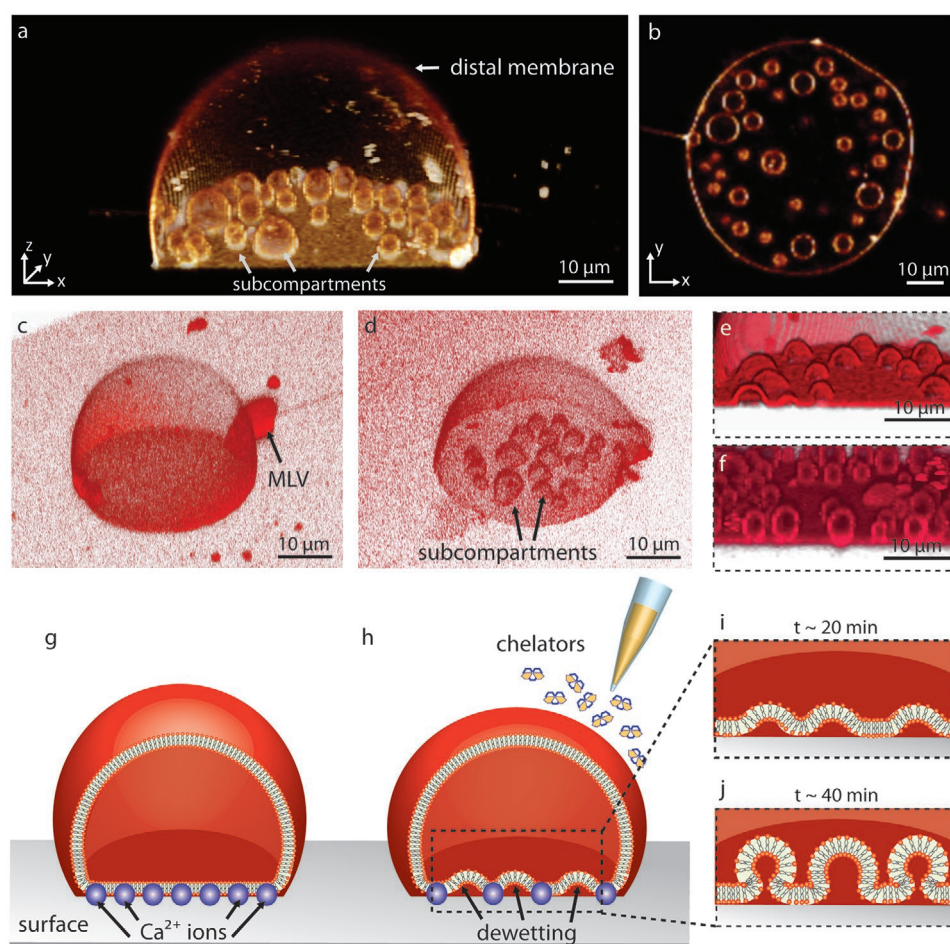 a
distal membrane
z
y
x
subcompartments
10 μm
b
y
x
10 μm
c
MLV
10 μm
d
subcompartments
10 μm
e
10 μm
f
10 μm
g
surface
Ca²⁺ ions
h
chelators
dewetting
i
t ~ 20 min
j
t ~ 40 min